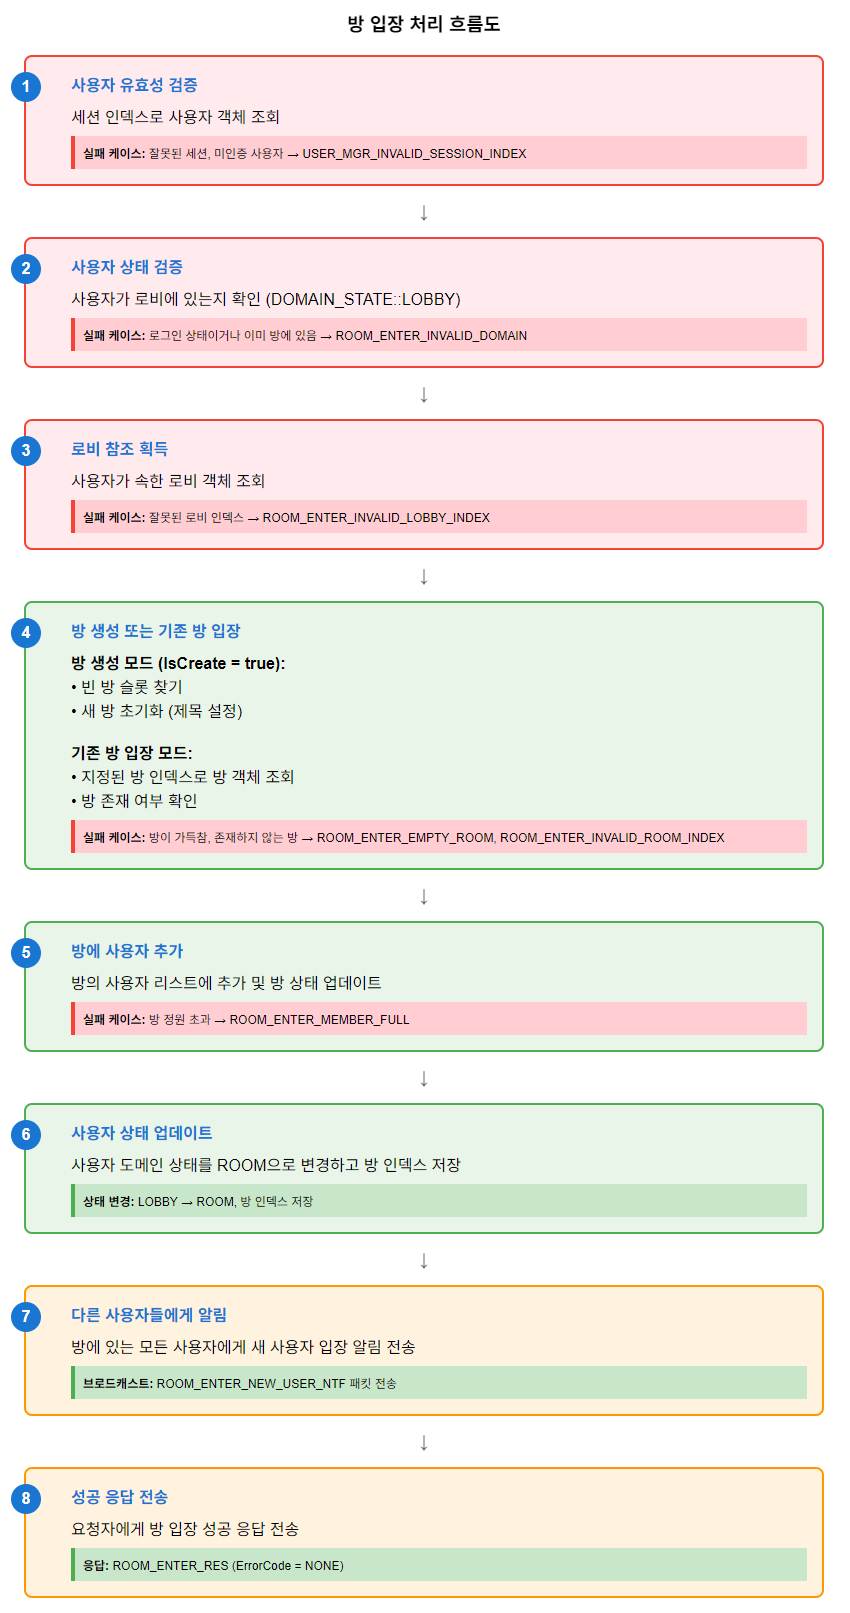 방 입장 처리 흐름도
1
사용자 유효성 검증
세션 인덱스로 사용자 객체 조회
실패 케이스: 잘못된 세션, 미인증 사용자 → USER_MGR_INVALID_SESSION_INDEX
↓
2
사용자 상태 검증
사용자가 로비에 있는지 확인 (DOMAIN_STATE::LOBBY)
실패 케이스: 로그인 상태이거나 이미 방에 있음 → ROOM_ENTER_INVALID_DOMAIN
↓
3
로비 참조 획득
사용자가 속한 로비 객체 조회
실패 케이스: 잘못된 로비 인덱스 → ROOM_ENTER_INVALID_LOBBY_INDEX
↓
4
방 생성 또는 기존 방 입장
방 생성 모드 (IsCreate = true):
• 빈 방 슬롯 찾기
• 새 방 초기화 (제목 설정)
기존 방 입장 모드:
• 지정된 방 인덱스로 방 객체 조회
• 방 존재 여부 확인
실패 케이스: 방이 가득참, 존재하지 않는 방 → ROOM_ENTER_EMPTY_ROOM, ROOM_ENTER_INVALID_ROOM_INDEX
↓
5
방에 사용자 추가
방의 사용자 리스트에 추가 및 방 상태 업데이트
실패 케이스: 방 정원 초과 → ROOM_ENTER_MEMBER_FULL
↓
6
사용자 상태 업데이트
사용자 도메인 상태를 ROOM으로 변경하고 방 인덱스 저장
상태 변경: LOBBY → ROOM, 방 인덱스 저장
↓
7
다른 사용자들에게 알림
방에 있는 모든 사용자에게 새 사용자 입장 알림 전송
브로드캐스트: ROOM_ENTER_NEW_USER_NTF 패킷 전송
↓
8
성공 응답 전송
요청자에게 방 입장 성공 응답 전송
응답: ROOM_ENTER_RES (ErrorCode = NONE)